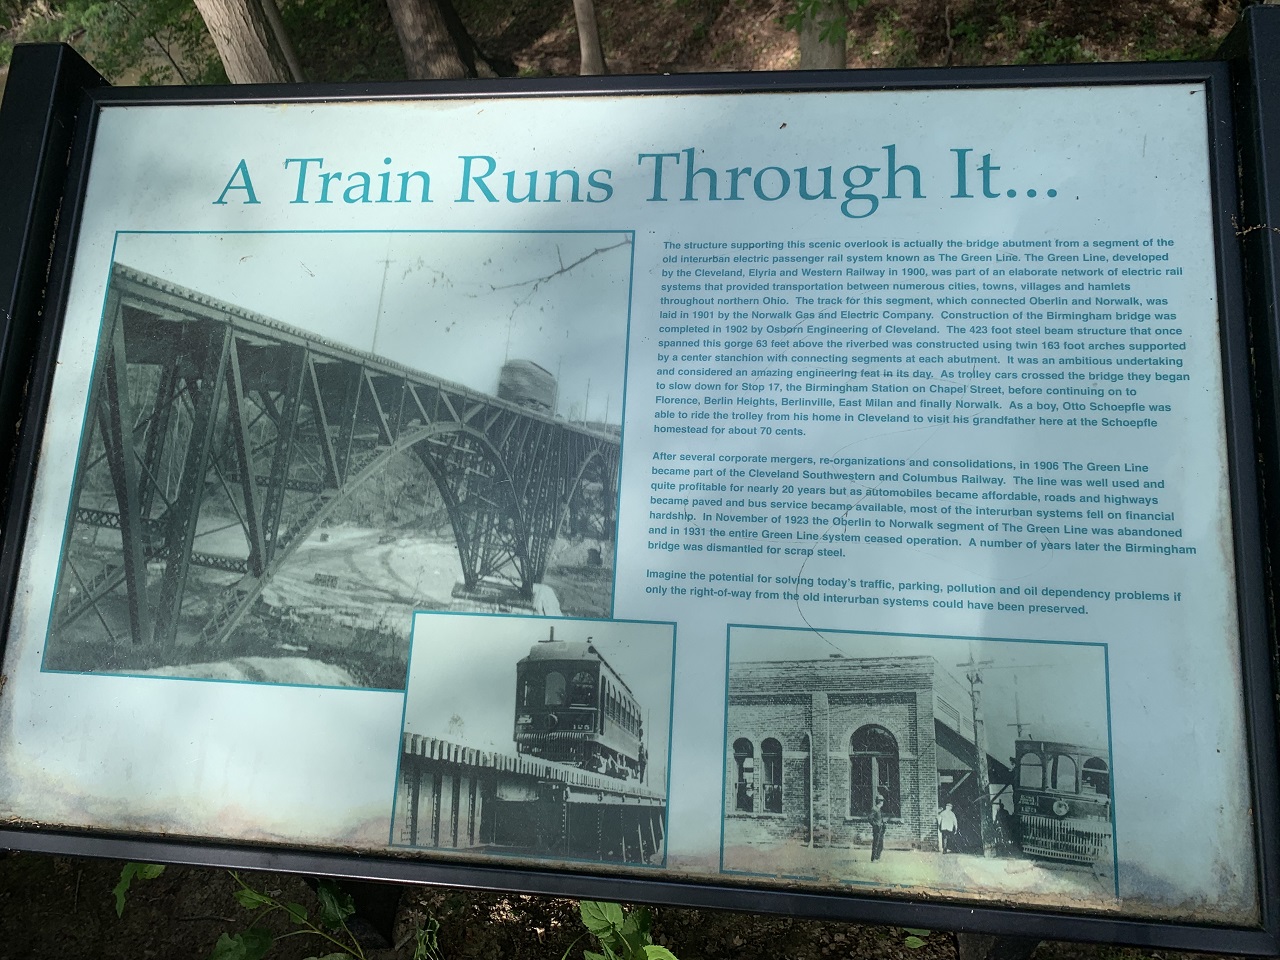 A Train Runs Through It...
The structure supporting this scenic overlook is actually the bridge abutment from a segment of the
old interurban electric passenger rail system known as The Green Line. The Green Line, developed
by the Cleveland, Elyria and Western Railway in 1900, was part of an elaborate network of electric rail
systems that provided transportation between numerous cities, towns, villages and hamlets
throughout northern Ohio. The track for this segment, which connected Oberlin and Norwalk, was
laid in 1901 by the Norwalk Gas and Electric Company. Construction of the Birmingham bridge was
completed in 1902 by Osborn Engineering of Cleveland. The 423 foot steel beam structure that once
spanned this gorge 63 feet above the riverbed was constructed using twin 163 foot arches supported
by a center stanchion with connecting segments at each abutment. It was an ambitious undertaking
and considered an amazing engineering feat in its day. As trolley cars crossed the bridge they began
to slow down for Stop 17, the Birmingham Station on Chapel Street, before continuing on to
Florence, Berlin Heights, Berlinville, East Milan and finally Norwalk. As a boy, Otto Schoepfle was
able to ride the trolley from his home in Cleveland to visit his grandfather here at the Schoepfle
homestead for about 70 cents.
After several corporate mergers, re-organizations and consolidations, in 1906 The Green Line
became part of the Cleveland Southwestern and Columbus Railway. The line was well used and
quite profitable for nearly 20 years but as automobiles became affordable, roads and highways
became paved and bus service became available, most of the interurban systems fell on financial
hardship. In November of 1923 the Oberlin to Norwalk segment of The Green Line was abandoned
and in 1931 the entire Green Line system ceased operation. A number of years later the Birmingham
bridge was dismantled for scrap steel.
Imagine the potential for solving today's traffic, parking, pollution and oil dependency problems if
only the right-of-way from the old interurban systems could have been preserved.